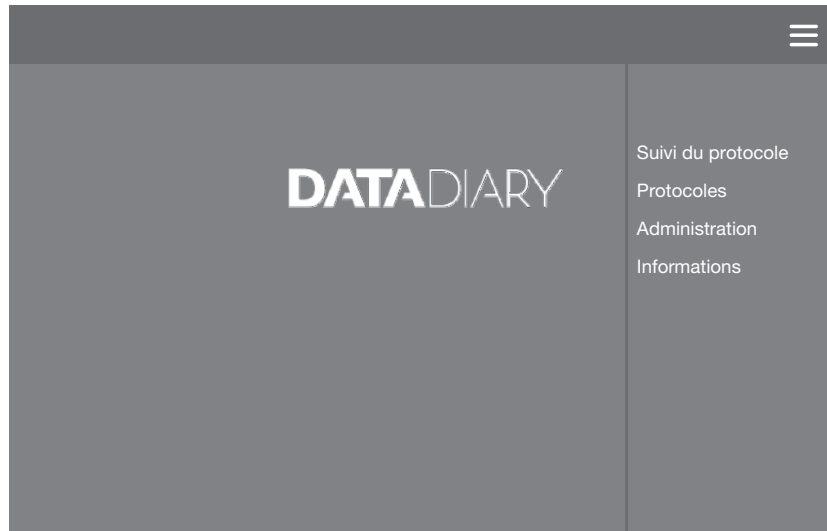 DATADIARY
Suivi du protocole
Protocoles
Administration
Informations